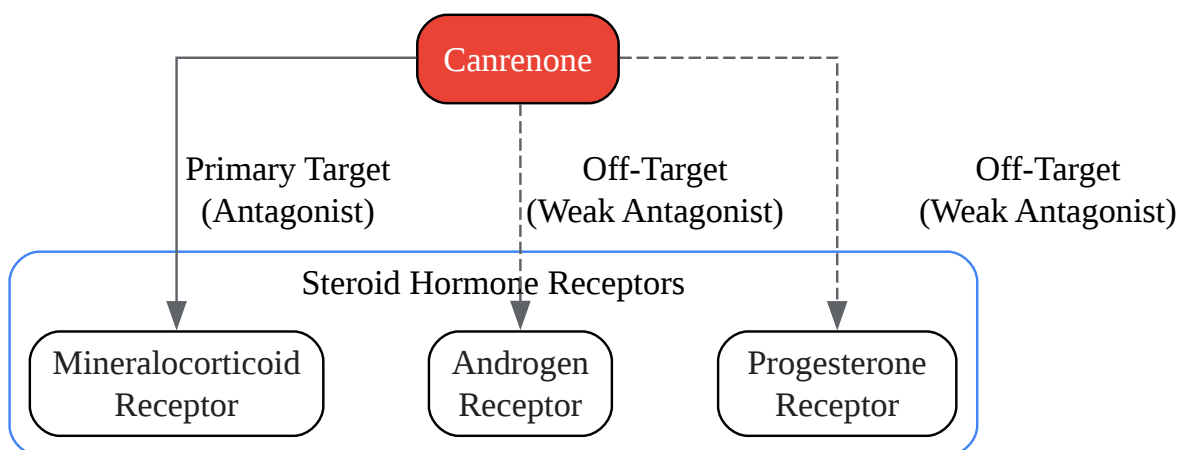 Canrenone
Primary Target
(Antagonist)
Off-Target
(Weak Antagonist)
Off-Target
(Weak Antagonist)
Steroid Hormone Receptors
Mineralocorticoid
Receptor
Androgen
Receptor
Progesterone
Receptor